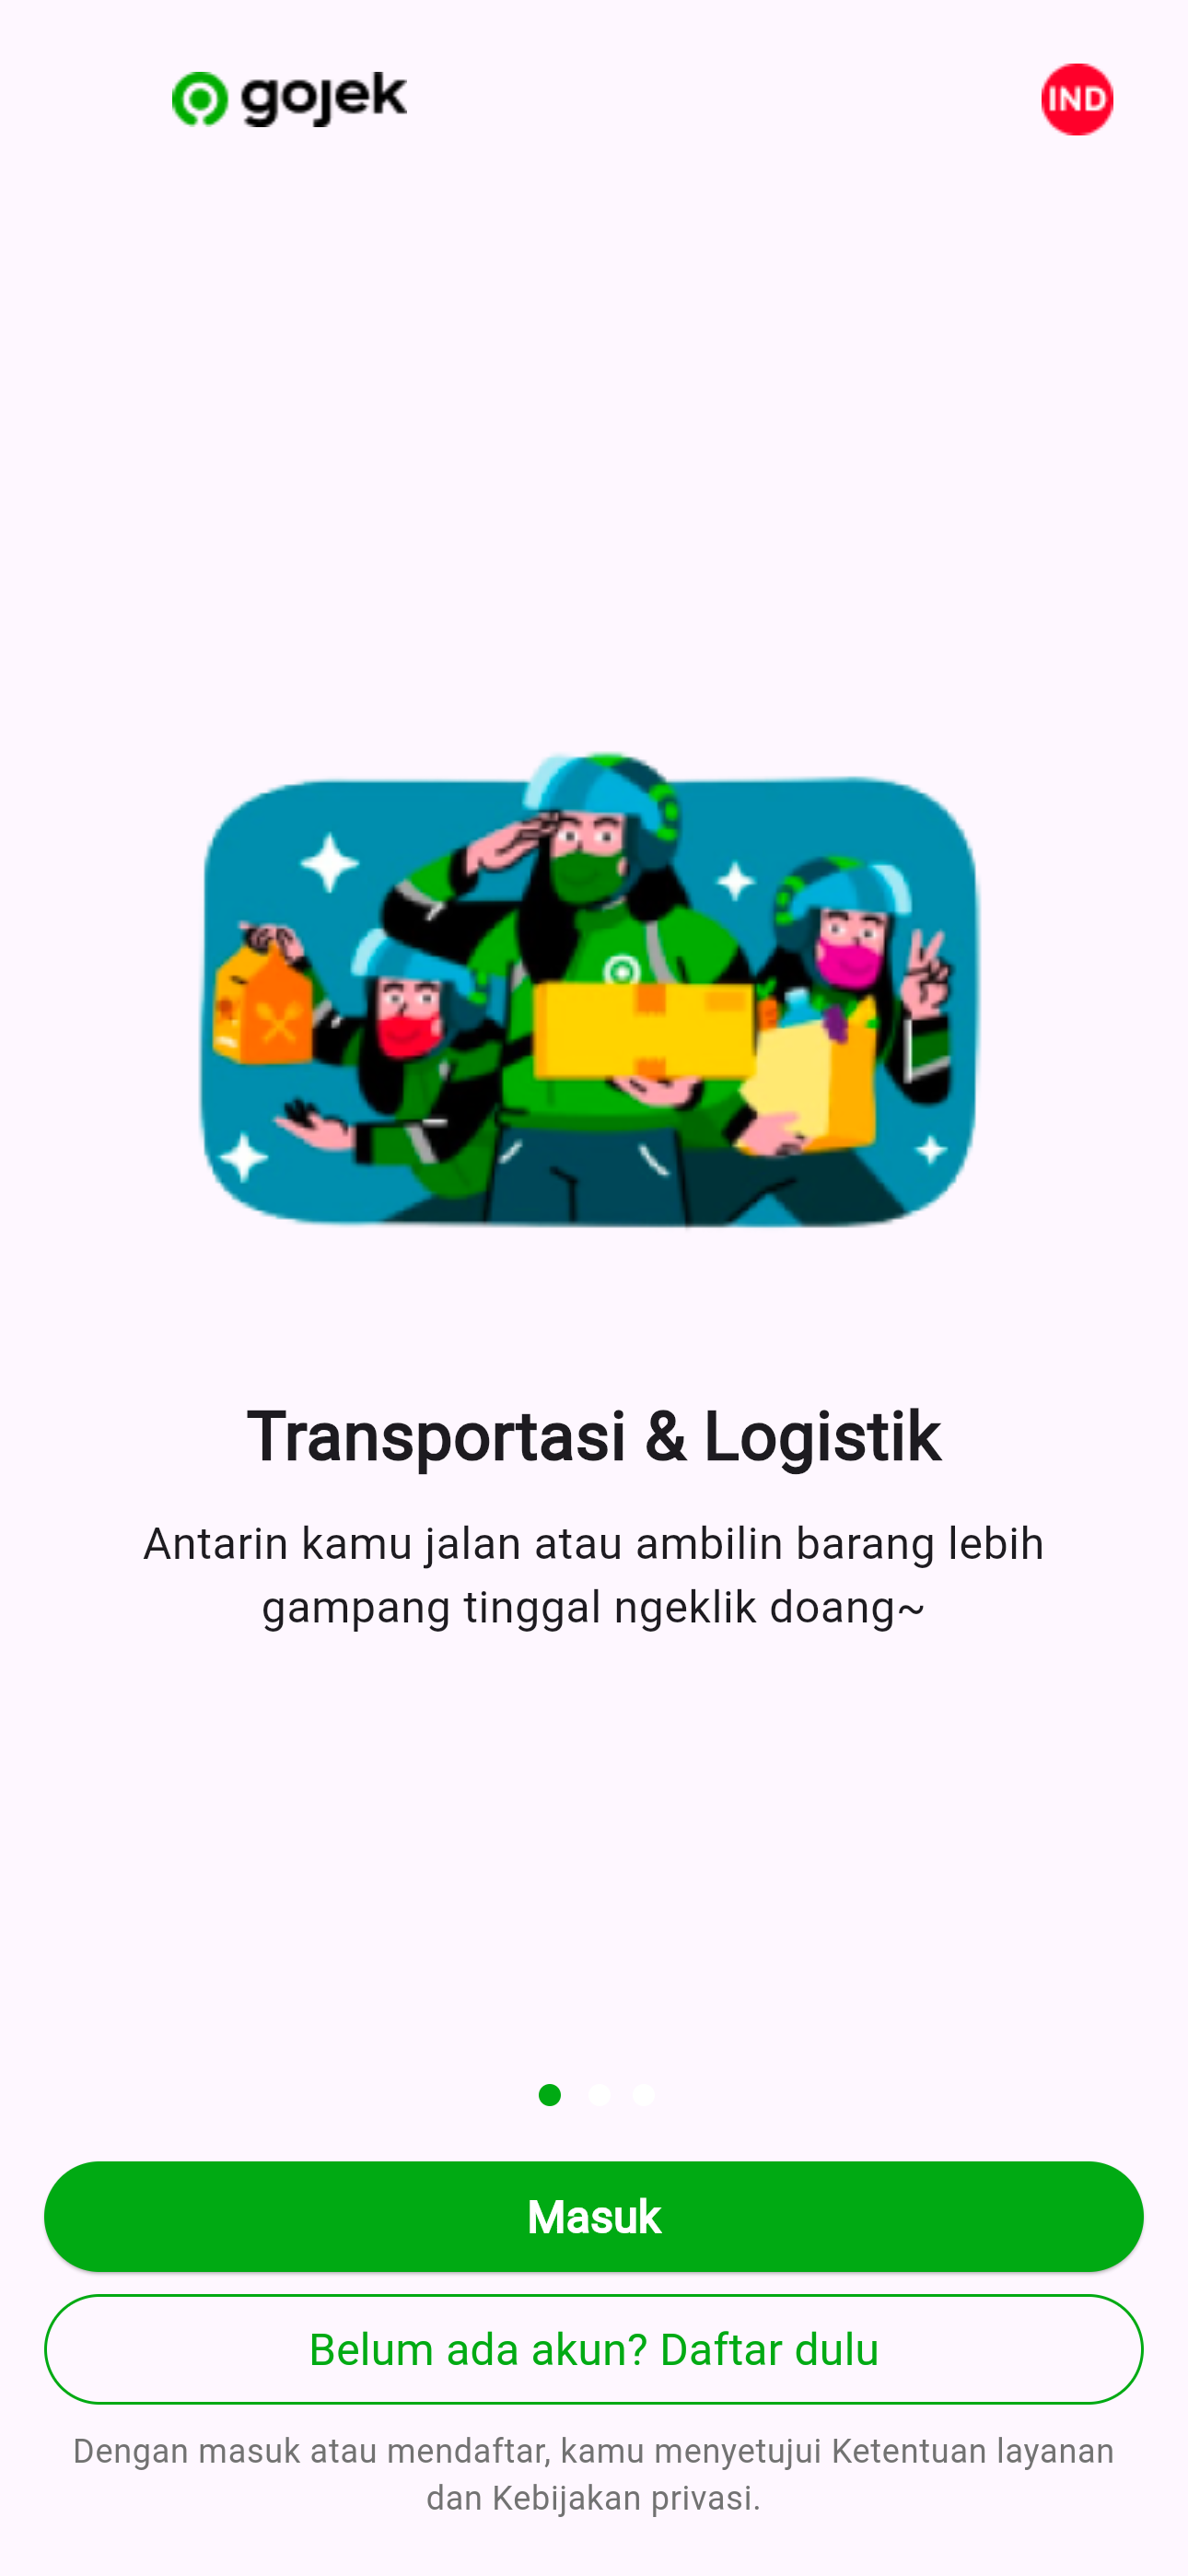 gojek
IND
Transportasi & Logistik
Antarin kamu jalan atau ambilin barang lebih
gampang tinggal ngeklik doang~
Masuk
Belum ada akun? Daftar dulu
Dengan masuk atau mendaftar, kamu menyetujui Ketentuan layanan
dan Kebijakan privasi.